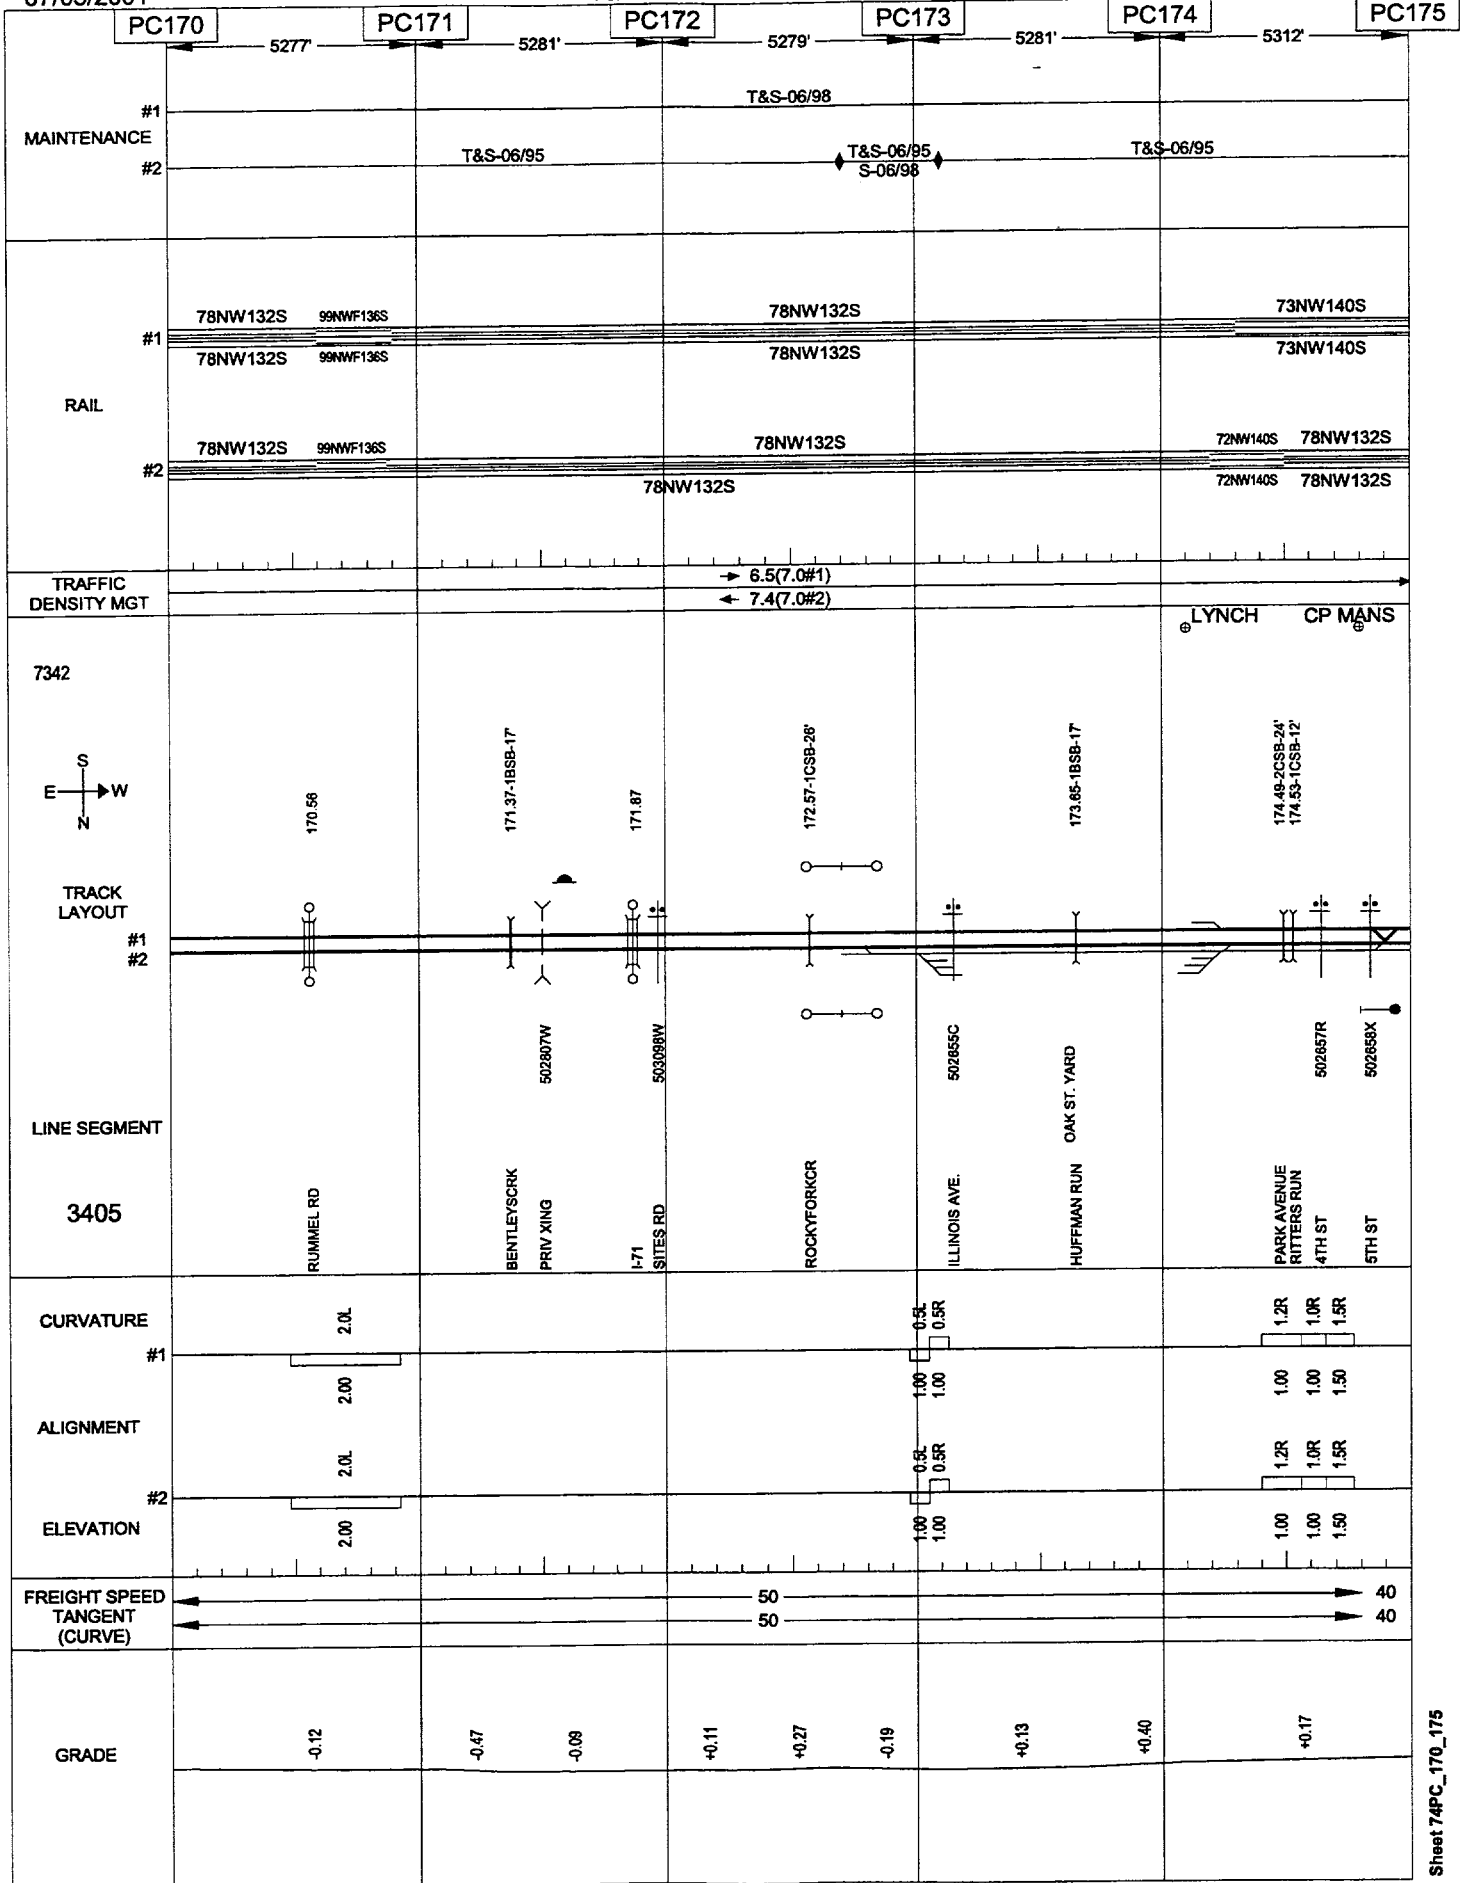 PC170 PC171 PC172 PC173 PC174 PC175
5277' 5281' 5279' 5281' 5312'
MAINTENANCE
#1 T&S-06/98
#2 T&S-06/95 T&S-06/95 T&S-06/95
S-06/98
RAIL
78NW132S 99NWF136S 78NW132S 73NW140S
#1
78NW132S 99NWF136S 78NW132S 73NW140S
78NW132S 99NWF136S 78NW132S 72NW140S 78NW132S
#2
78NW132S 72NW140S 78NW132S
TRAFFIC
DENSITY MGT
6.5(7.0#1)
7.4(7.0#2)
LYNCH CP MANS
7342
S
E W
N
170.56
171.37-1BSB-17'
171.87
172.57-1CSB-26'
173.65-1BSB-17'
174.49-2CSB-24'
174.53-1CSB-12'
TRACK
LAYOUT
#1
#2
502807W
503098W
502655C
502657R
502658X
LINE SEGMENT
3405
RUMMEL RD
BENTLEYSCRK
PRIV XING
I-71
SITES RD
ROCKYFORKCR
ILLINOIS AVE.
HUFFMAN RUN OAK ST. YARD
PARK AVENUE
RITTERS RUN
4TH ST
5TH ST
CURVATURE
2.0L 0.5L 0.5R 1.2R 1.0R 1.5R
#1
2.00 1.00 1.00 1.00 1.00 1.50
ALIGNMENT
2.0L 0.5L 0.5R 1.2R 1.0R 1.5R
#2
ELEVATION
2.00 1.00 1.00 1.00 1.00 1.50
FREIGHT SPEED
TANGENT
(CURVE)
50 40
50 40
GRADE
-0.12 -0.47 -0.09 +0.11 +0.27 -0.19 +0.13 +0.40 +0.17
Sheet 74PC_170_175